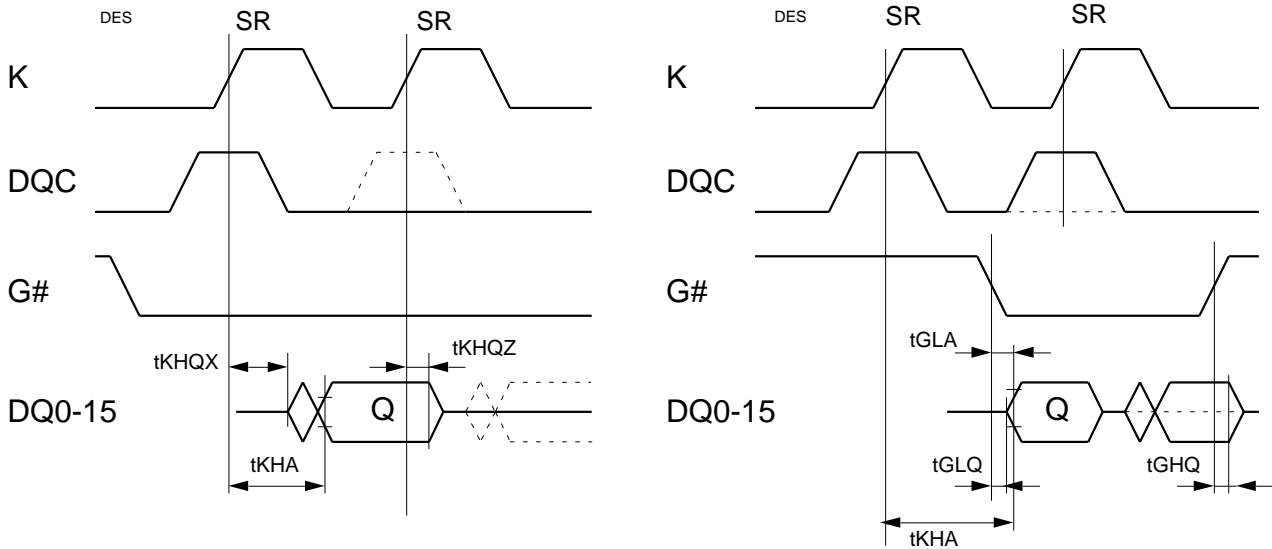 DES SR SR
K
DQC
G#
tKHQX tKHQZ
DQ0-15 Q
tKHA
DES SR SR
K
DQC
G#
tGLA
DQ0-15 Q
tGLQ tGHQ
tKHA